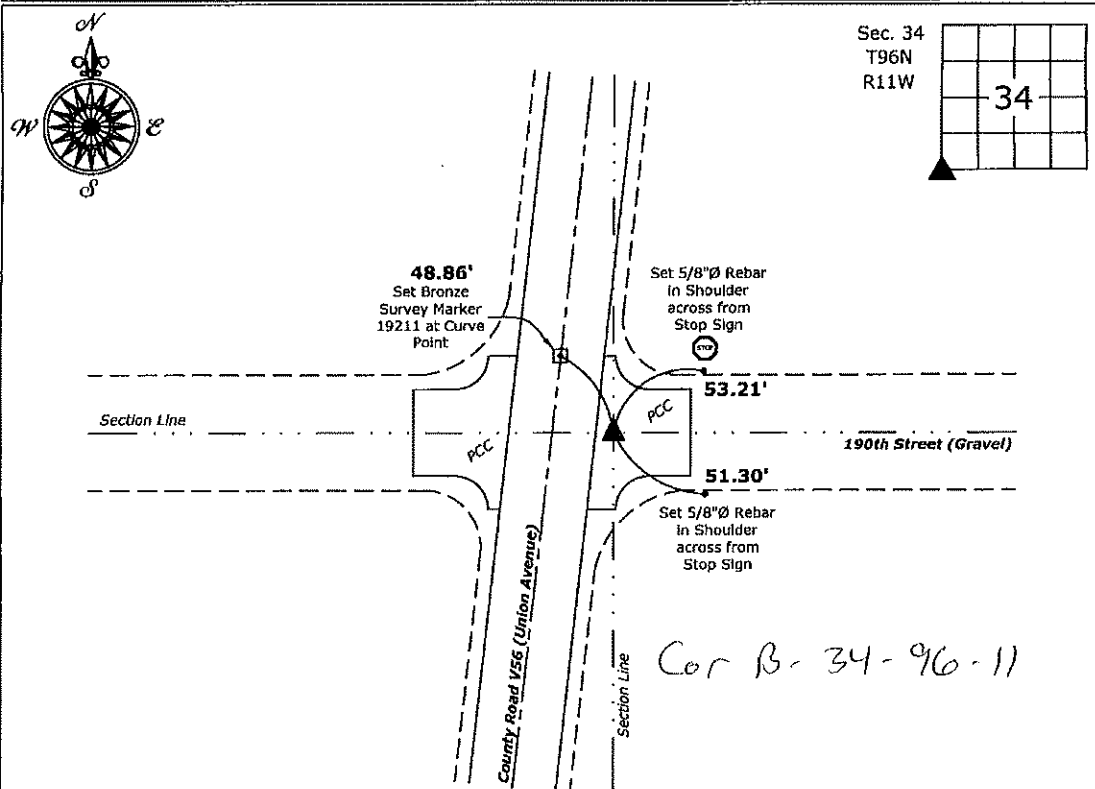 N
W
E
S
Sec. 34
T96N
R11W
34
48.86'
Set Bronze
Survey Marker
19211 at Curve
Point
Set 5/8"Ø Rebar
in Shoulder
across from
Stop Sign
STOP
53.21'
Section Line
PCC
PCC
190th Street (Gravel)
51.30'
Set 5/8"Ø Rebar
in Shoulder
across from
Stop Sign
County Road V56 (Union Avenue)
Section Line
Cor B-34-96-11